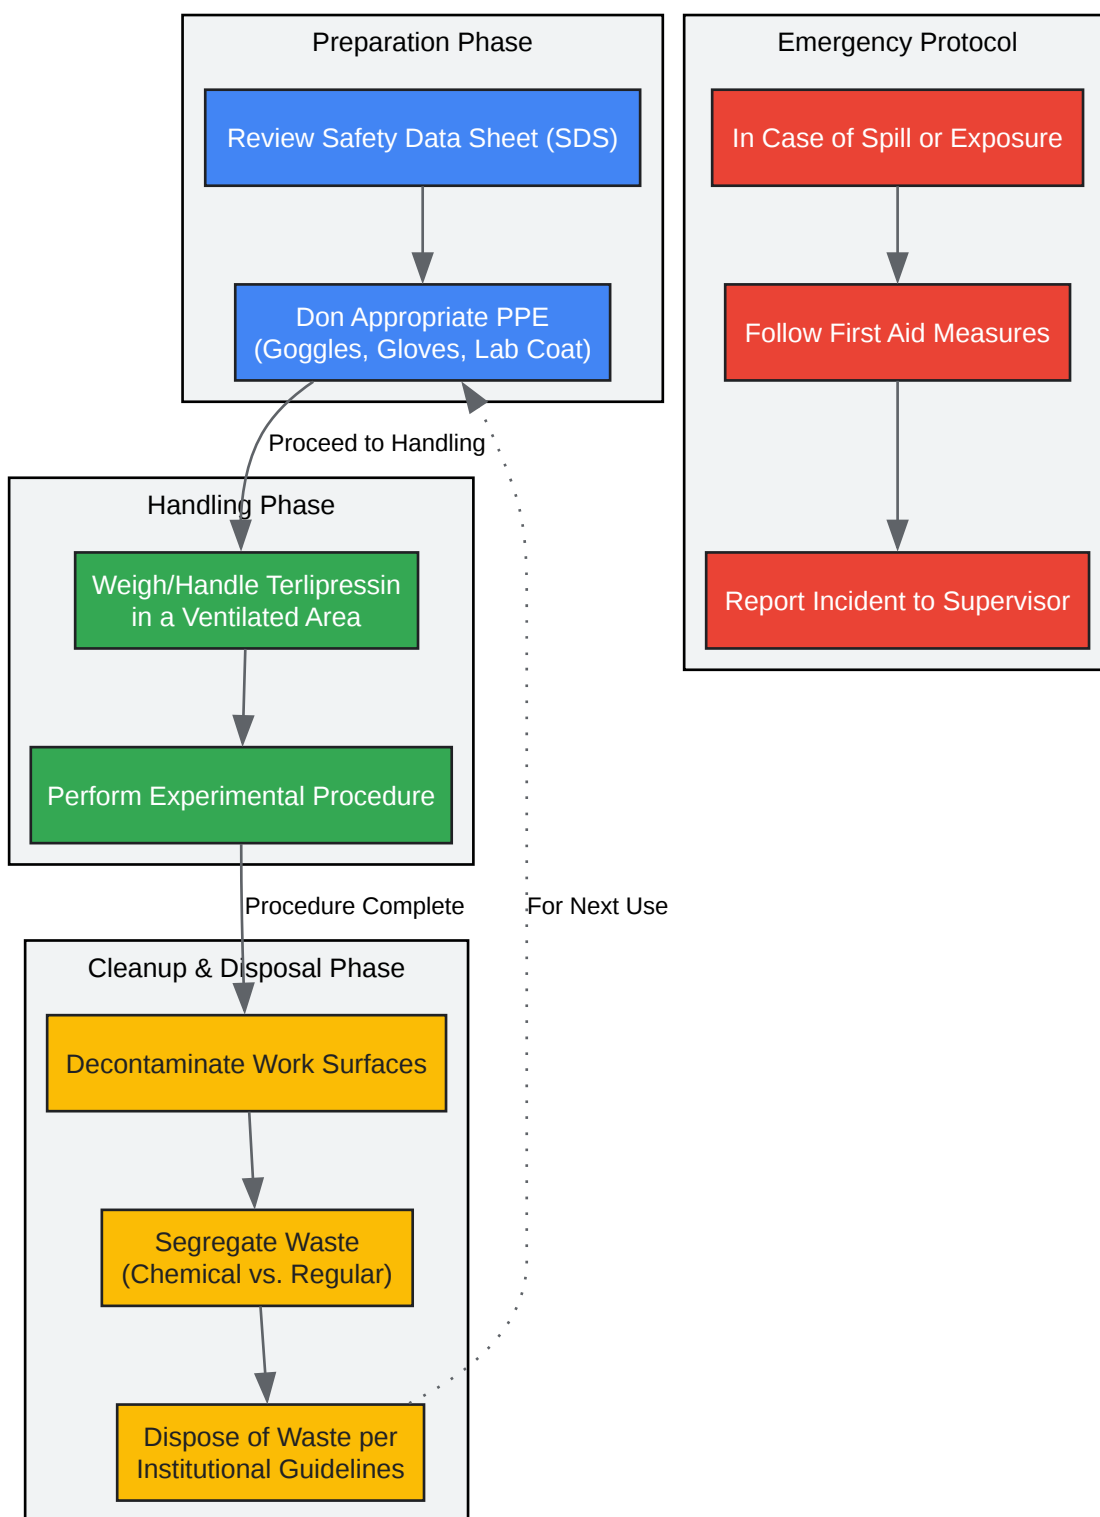 Preparation Phase
Review Safety Data Sheet (SDS)
Don Appropriate PPE
(Goggles, Gloves, Lab Coat)
Proceed to Handling
Handling Phase
Weigh/Handle Terlipressin
in a Ventilated Area
Perform Experimental Procedure
Procedure Complete
For Next Use
Cleanup & Disposal Phase
Decontaminate Work Surfaces
Segregate Waste
(Chemical vs. Regular)
Dispose of Waste per
Institutional Guidelines
Emergency Protocol
In Case of Spill or Exposure
Follow First Aid Measures
Report Incident to Supervisor